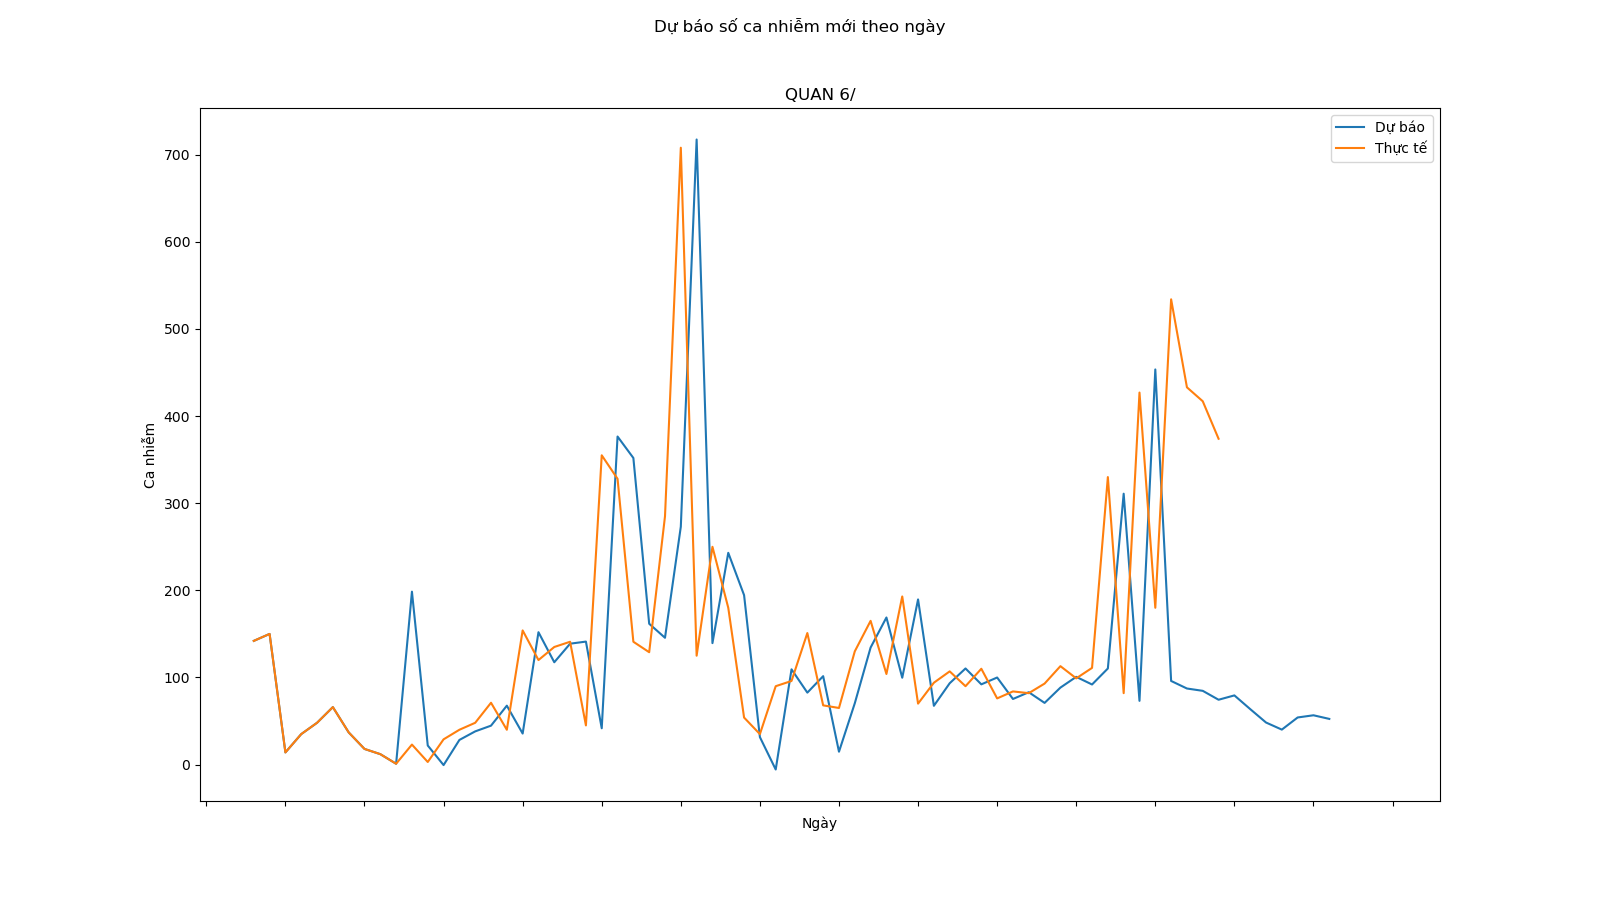 Dự báo số ca nhiễm mới theo ngày
QUAN 6/
Dự báo
Thực tế
700
600
500
400
300
200
100
0
Ca nhiễm
Ngày